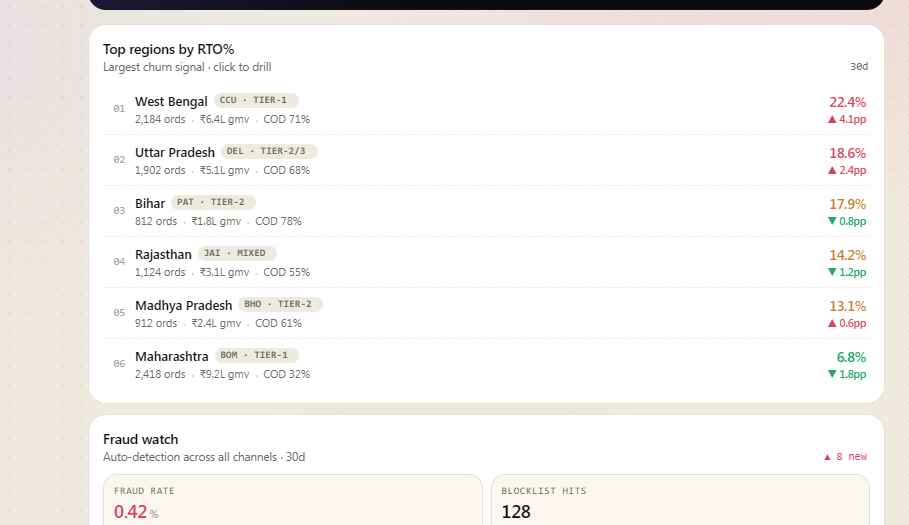 Top regions by RTO%
Largest churn signal · click to drill
30d
01
West Bengal CCU · TIER-1
22.4%
2,184 ords · ₹6.4L gmv · COD 71%
▲ 4.1pp
02
Uttar Pradesh DEL · TIER-2/3
18.6%
1,902 ords · ₹5.1L gmv · COD 68%
▲ 2.4pp
03
Bihar PAT · TIER-2
17.9%
812 ords · ₹1.8L gmv · COD 78%
▼ 0.8pp
04
Rajasthan JAI · MIXED
14.2%
1,124 ords · ₹3.1L gmv · COD 55%
▼ 1.2pp
05
Madhya Pradesh BHO · TIER-2
13.1%
912 ords · ₹2.4L gmv · COD 61%
▲ 0.6pp
06
Maharashtra BOM · TIER-1
6.8%
2,418 ords · ₹9.2L gmv · COD 32%
▼ 1.8pp
Fraud watch
Auto-detection across all channels · 30d
▲ 8 new
FRAUD RATE
0.42%
BLOCKLIST HITS
128